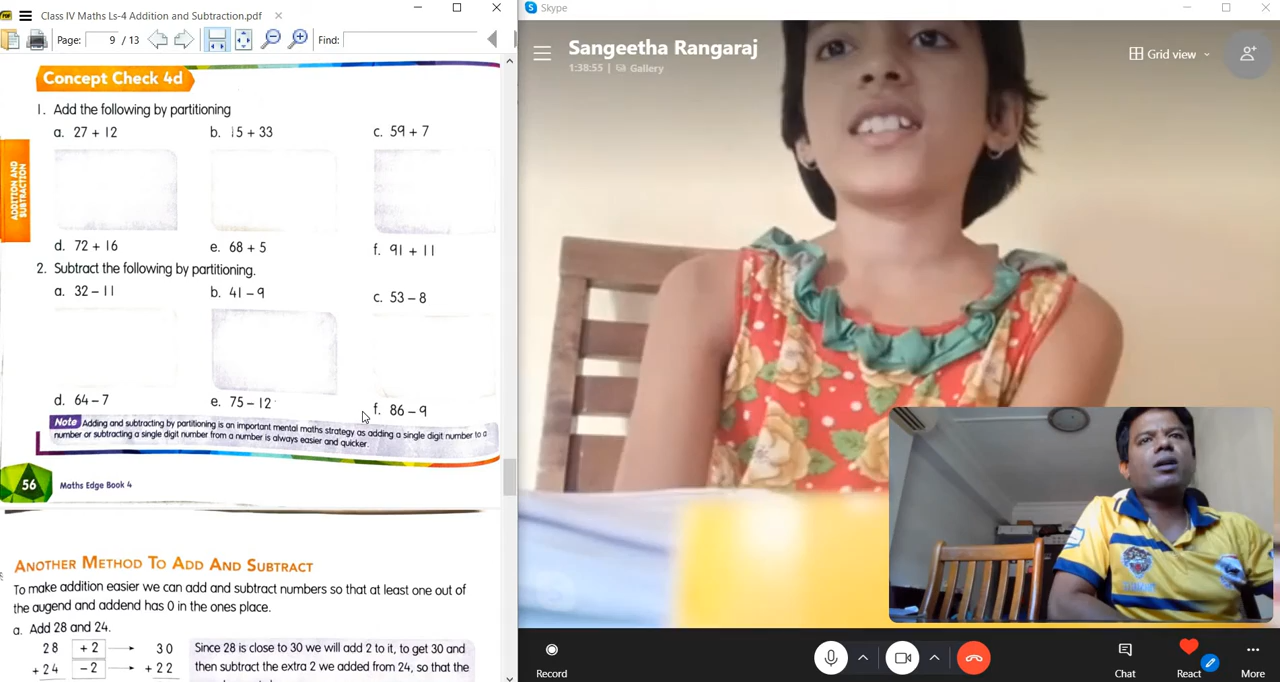 Class IV Maths Ls-4 Addition and Subtraction.pdf
Page: 9 / 13 Find:
Concept Check 4d
ADDITION AND
SUBTRACTION
1. Add the following by partitioning
a. 27 + 12 b. 15 + 33 c. 59 + 7
d. 72 + 16 e. 68 + 5 f. 91 + 11
2. Subtract the following by partitioning.
a. 32 – 11 b. 41 – 9 c. 53 – 8
d. 64 – 7 e. 75 – 12 f. 86 – 9
Note Adding and subtracting by partitioning is an important mental maths strategy as adding a single digit number to a
number or subtracting a single digit number from a number is always easier and quicker.
56 Maths Edge Book 4
ANOTHER METHOD TO ADD AND SUBTRACT
To make addition easier we can add and subtract numbers so that at least one out of
the augend and addend has 0 in the ones place.
a. Add 28 and 24.
28 +2 → 30 Since 28 is close to 30 we will add 2 to it, to get 30 and
+24 –2 → +22 then subtract the extra 2 we added from 24, so that the
Skype
Sangeetha Rangaraj
1:38:55 | Gallery
Grid view
Record
Chat
React
More